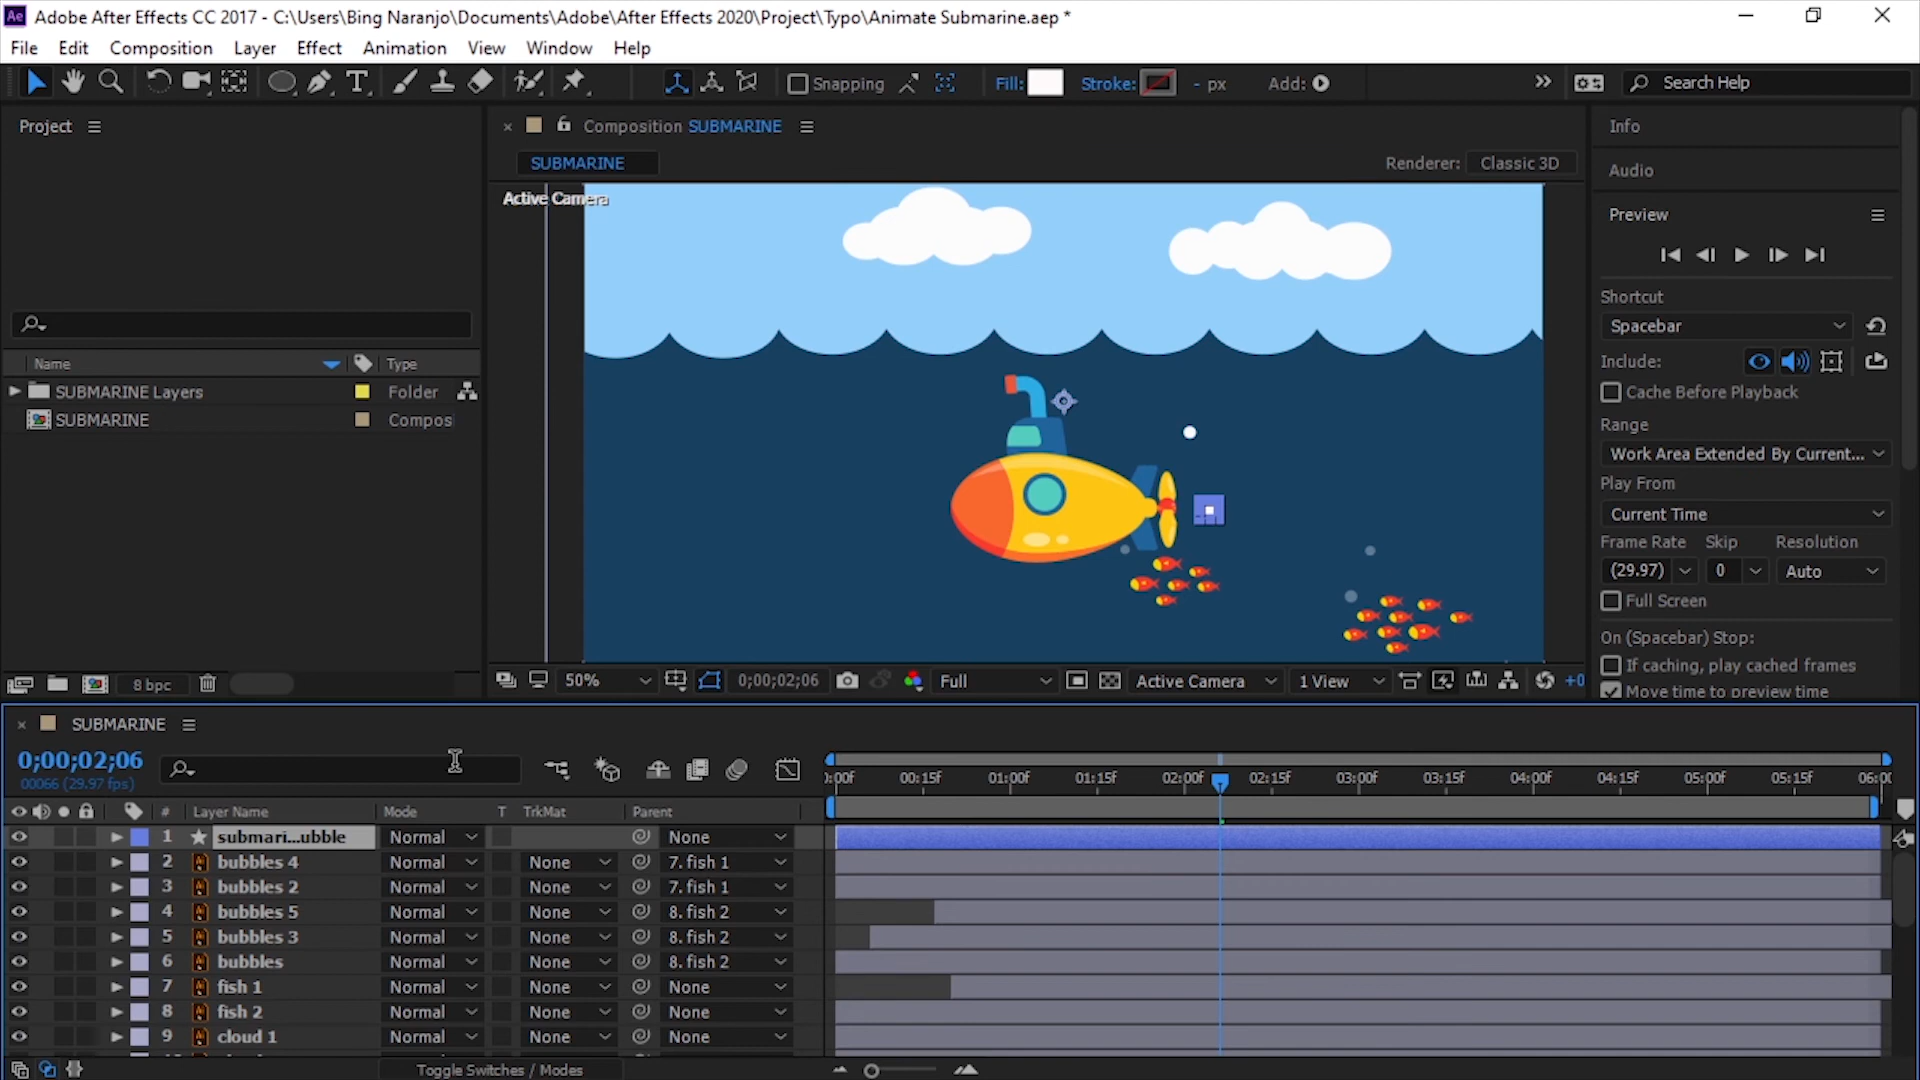 Ae Adobe After Effects CC 2017 - C:\Users\Bing Naranjo\Documents\Adobe\After Effects 2020\Project\Typo\Animate Submarine.aep *
File Edit Composition Layer Effect Animation View Window Help
Snapping Fill: Stroke: - px Add: Search Help
Project
Composition SUBMARINE
SUBMARINE
Renderer: Classic 3D
Active Camera
Name Type
SUBMARINE Layers Folder
SUBMARINE Compos
8 bpc
50% 0;00;02;06 Full Active Camera 1 View +0
Info
Audio
Preview
Shortcut
Spacebar
Include:
Cache Before Playback
Range
Work Area Extended By Current...
Play From
Current Time
Frame Rate Skip Resolution
(29.97) 0 Auto
Full Screen
On (Spacebar) Stop:
If caching, play cached frames
Move time to preview time
SUBMARINE
0;00;02;06
00066 (29.97 fps)
:00f 00:15f 01:00f 01:15f 02:00f 02:15f 03:00f 03:15f 04:00f 04:15f 05:00f 05:15f 06:00
# Layer Name Mode T TrkMat Parent
1 submari...ubble Normal None
2 bubbles 4 Normal None 7. fish 1
3 bubbles 2 Normal None 7. fish 1
4 bubbles 5 Normal None 8. fish 2
5 bubbles 3 Normal None 8. fish 2
6 bubbles Normal None 8. fish 2
7 fish 1 Normal None None
8 fish 2 Normal None None
9 cloud 1 Normal None None
Toggle Switches / Modes